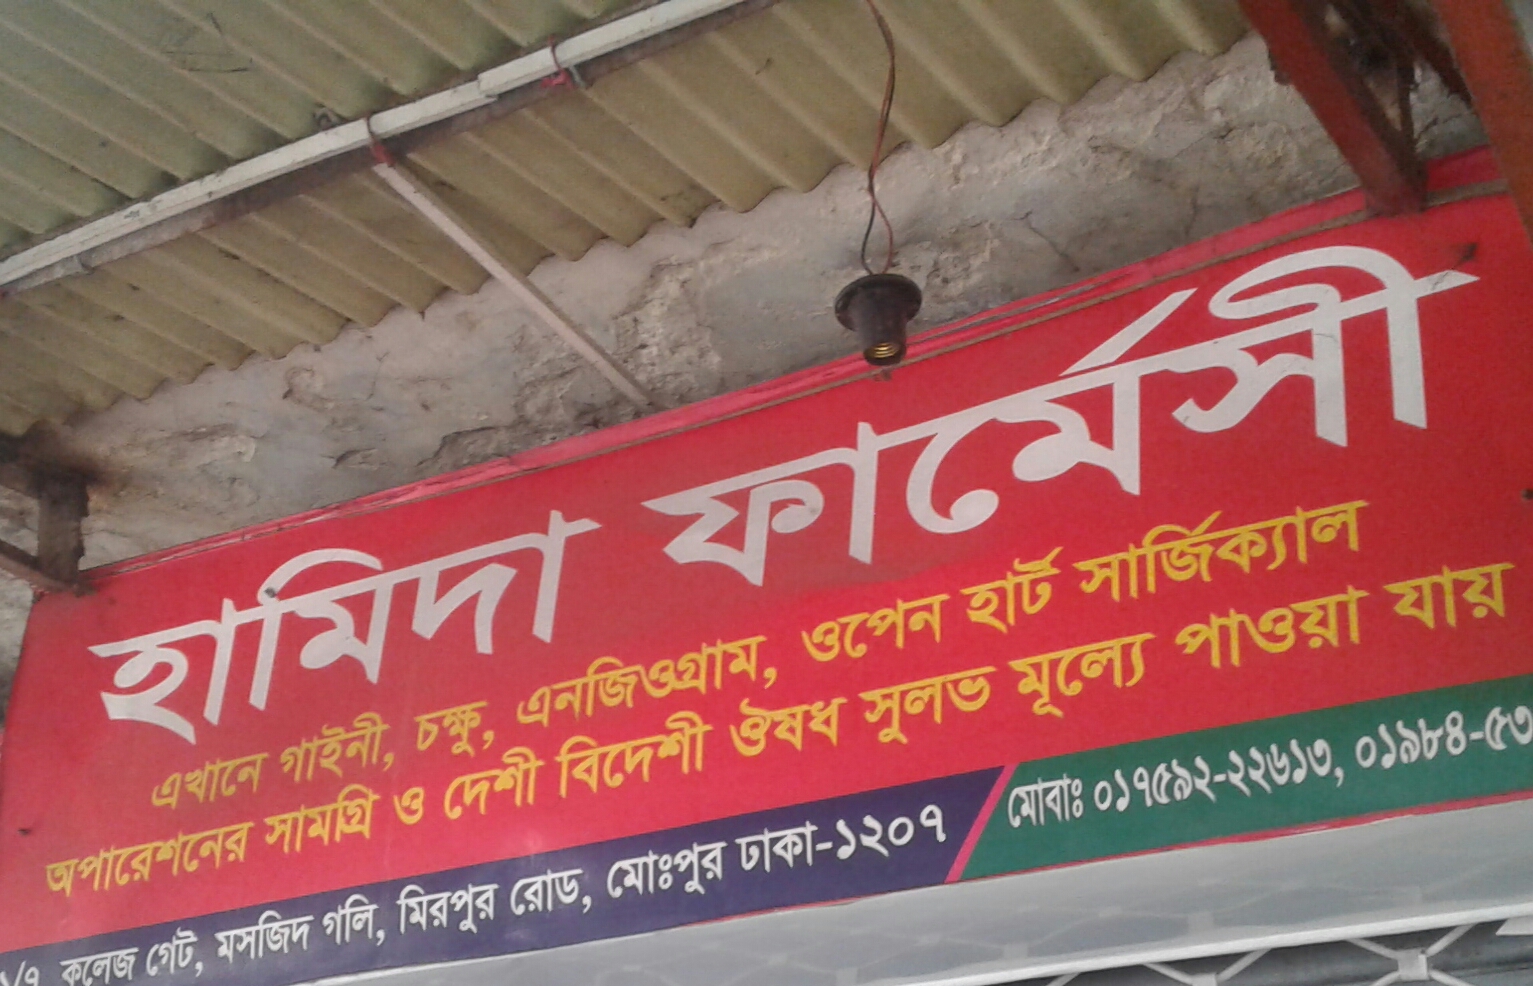 হামিদা ফার্মেসী
এখানে গাইনী, চক্ষু, এনজিওগ্রাম, ওপেন হার্ট সার্জিক্যাল
অপারেশনের সামগ্রি ও দেশী বিদেশী ঔষধ সুলভ মূল্যে পাওয়া যায়
কলেজ গেট, মসজিদ গলি, মিরপুর রোড, মোঃপুর ঢাকা-১২০৭
মোবাঃ ০১৭৫৯২-২২৬১৩, ০১৯৮৪-৫৩